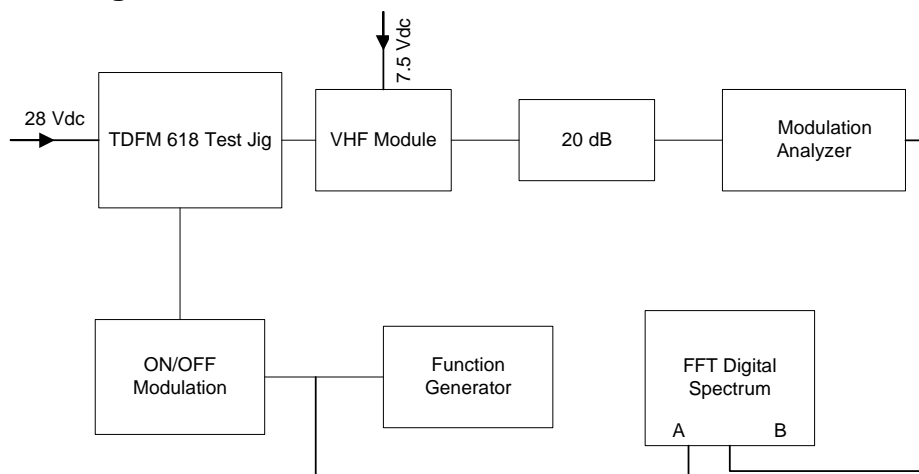 7.5 Vdc
28 Vdc
TDFM 618 Test Jig
VHF Module
20 dB
Modulation
Analyzer
ON/OFF
Modulation
Function
Generator
FFT Digital
Spectrum
A B